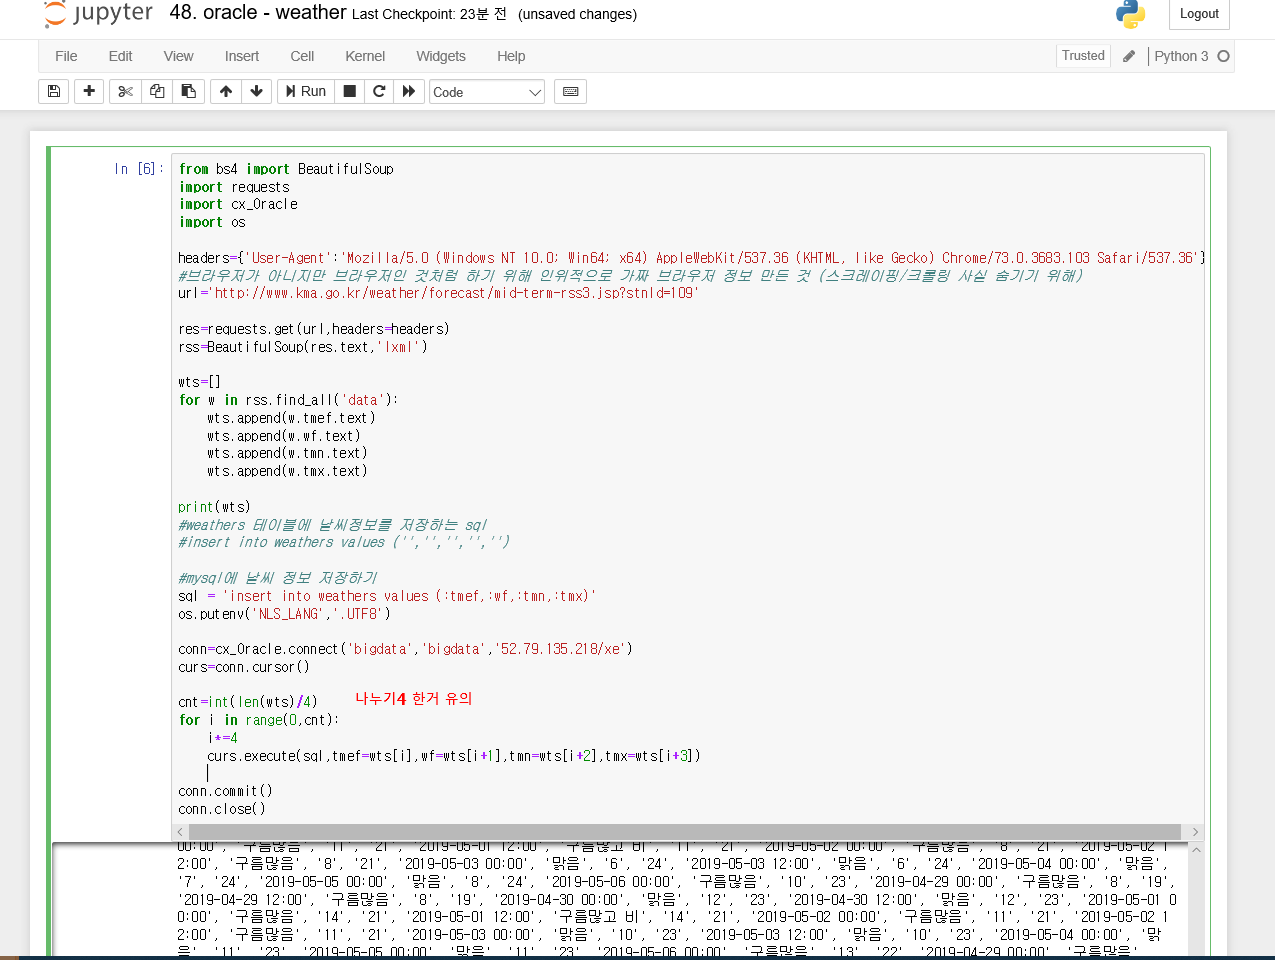 jupyter 48. oracle - weather Last Checkpoint: 23분 전 (unsaved changes) Logout
File Edit View Insert Cell Kernel Widgets Help Trusted Python 3
Run Code
In [6]: from bs4 import BeautifulSoup
import requests
import cx_Oracle
import os
headers={'User-Agent':'Mozilla/5.0 (Windows NT 10.0; Win64; x64) AppleWebKit/537.36 (KHTML, like Gecko) Chrome/73.0.3683.103 Safari/537.36'}
#브라우저가 아니지만 브라우저인 것처럼 하기 위해 인위적으로 가짜 브라우저 정보 만든 것 (스크레이핑/크롤링 사실 숨기기 위해)
url='http://www.kma.go.kr/weather/forecast/mid-term-rss3.jsp?stnId=109'
res=requests.get(url,headers=headers)
rss=BeautifulSoup(res.text,'lxml')
wts=[]
for w in rss.find_all('data'):
wts.append(w.tmef.text)
wts.append(w.wf.text)
wts.append(w.tmn.text)
wts.append(w.tmx.text)
print(wts)
#weathers 테이블에 날씨정보를 저장하는 sql
#insert into weathers values ('','','','','')
#mysql에 날씨 정보 저장하기
sql = 'insert into weathers values (:tmef,:wf,:tmn,:tmx)'
os.putenv('NLS_LANG','.UTF8')
conn=cx_Oracle.connect('bigdata','bigdata','52.79.135.218/xe')
curs=conn.cursor()
cnt=int(len(wts)/4) 나누기4 한거 유의
for i in range(0,cnt):
i*=4
curs.execute(sql,tmef=wts[i],wf=wts[i+1],tmn=wts[i+2],tmx=wts[i+3])
conn.commit()
conn.close()
00:00', '구름많음', '11', '21', '2019-05-01 12:00', '구름많고 비', '11', '21', '2019-05-02 00:00', '구름많음', '8', '21', '2019-05-02 1
2:00', '구름많음', '8', '21', '2019-05-03 00:00', '맑음', '6', '24', '2019-05-03 12:00', '맑음', '6', '24', '2019-05-04 00:00', '맑음',
'7', '24', '2019-05-05 00:00', '맑음', '8', '24', '2019-05-06 00:00', '구름많음', '10', '23', '2019-04-29 00:00', '구름많음', '8', '19',
'2019-04-29 12:00', '구름많음', '8', '19', '2019-04-30 00:00', '맑음', '12', '23', '2019-04-30 12:00', '맑음', '12', '23', '2019-05-01 0
0:00', '구름많음', '14', '21', '2019-05-01 12:00', '구름많고 비', '14', '21', '2019-05-02 00:00', '구름많음', '11', '21', '2019-05-02 1
2:00', '구름많음', '11', '21', '2019-05-03 00:00', '맑음', '10', '23', '2019-05-03 12:00', '맑음', '10', '23', '2019-05-04 00:00', '맑
음', '11', '23', '2019-05-05 00:00', '맑음', '11', '23', '2019-05-06 00:00', '구름많음', '13', '22', '2019-04-29 00:00', '구름많음',